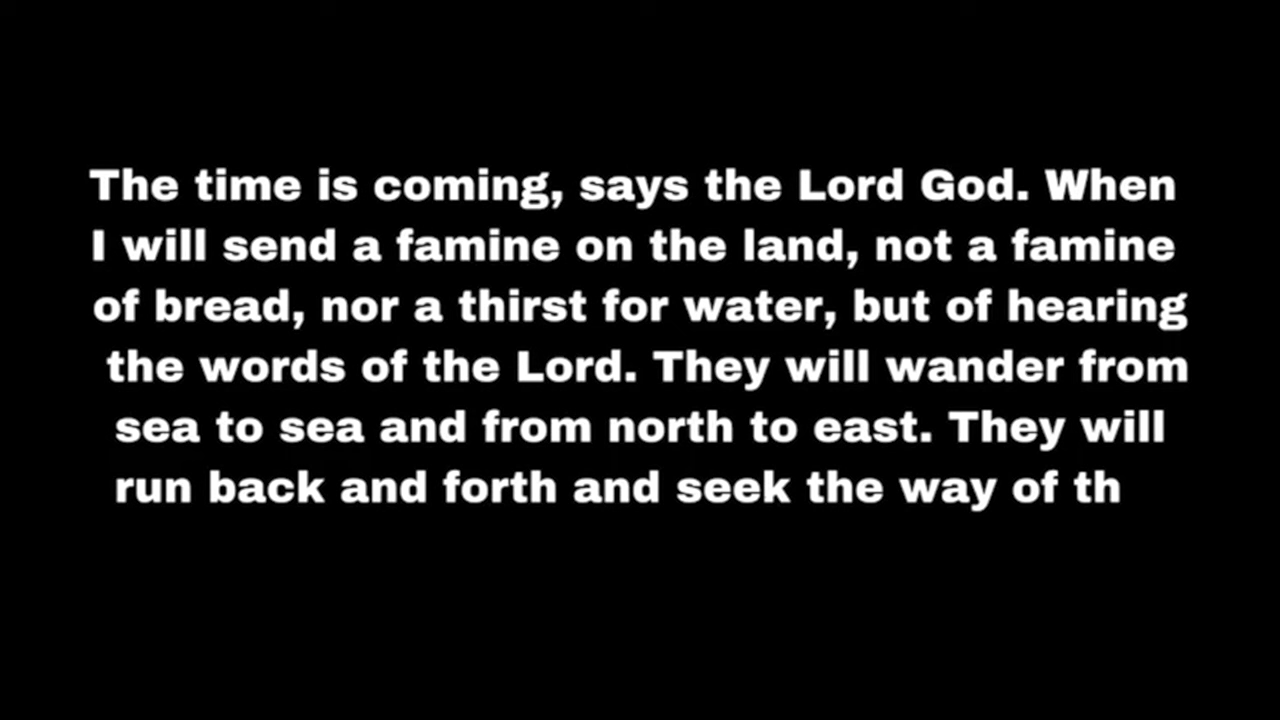 The time is coming, says the Lord God. When
I will send a famine on the land, not a famine
of bread, nor a thirst for water, but of hearing
the words of the Lord. They will wander from
sea to sea and from north to east. They will
run back and forth and seek the way of th